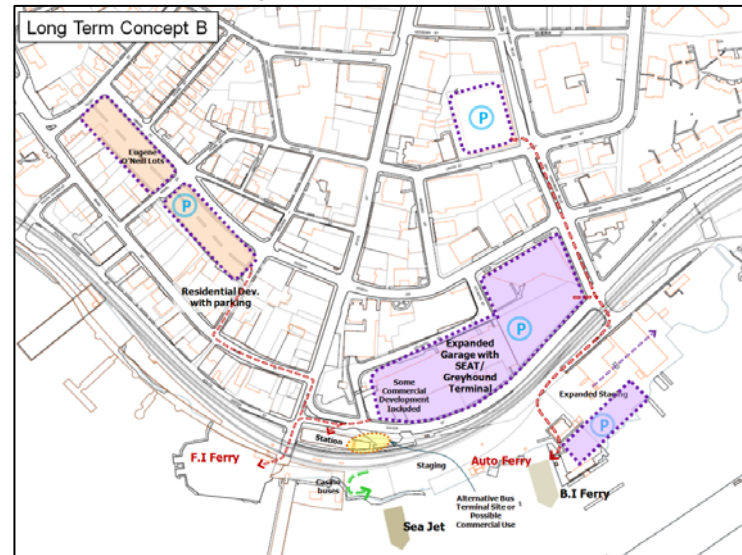 Long Term Concept B
P
Eugene
O'Neill Lots
P
Residential Dev.
with parking
P
Expanded
Garage with
SEAT/
Greyhound
Terminal
Some
Commercial
Development
Included
Expanded Staging
P
Station
F.I Ferry
Staging
Auto Ferry
Casino
buses
B.I Ferry
Alternative Bus
Terminal Site or
Possible
Commercial Use
Sea Jet